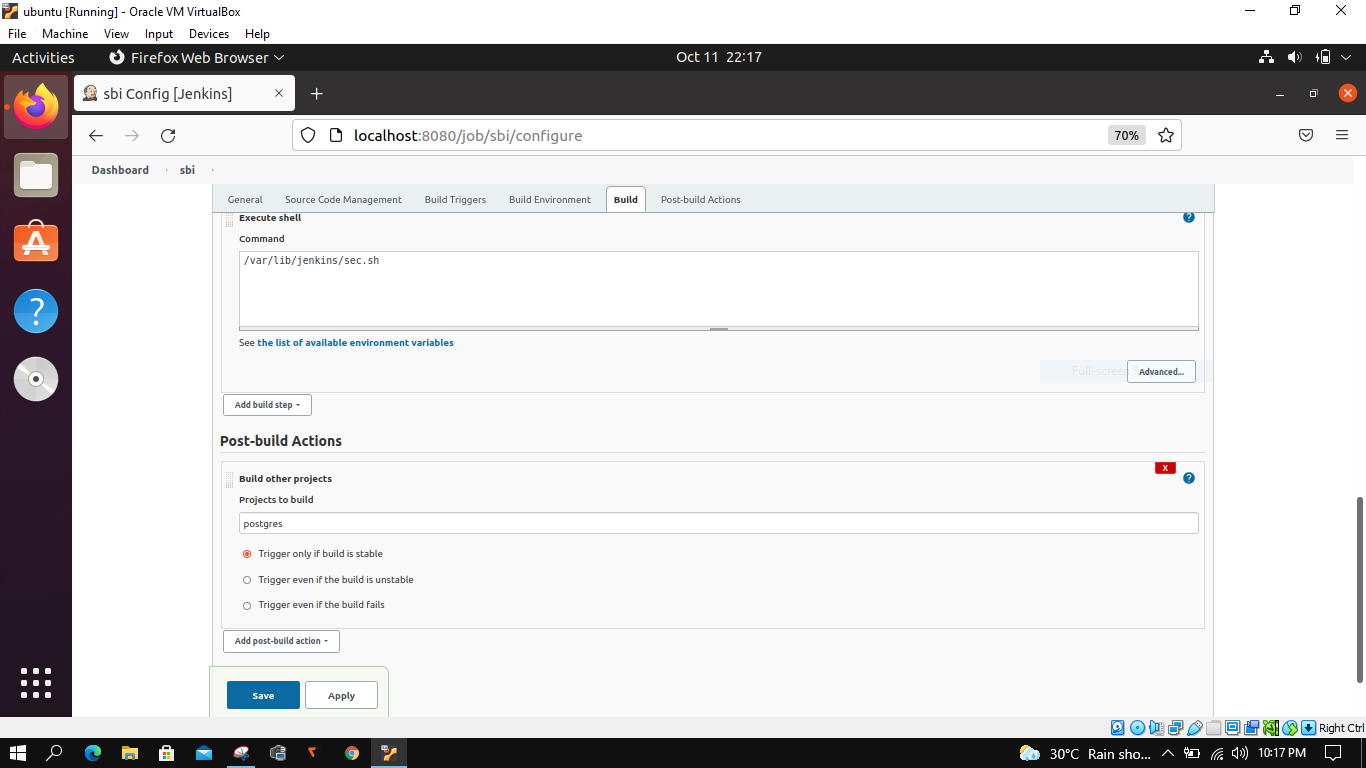 ubuntu [Running] - Oracle VM VirtualBox
File Machine View Input Devices Help
Activities Firefox Web Browser Oct 11 22:17
sbi Config [Jenkins]
localhost:8080/job/sbi/configure 70%
Dashboard sbi
General Source Code Management Build Triggers Build Environment Build Post-build Actions
Execute shell
Command
/var/lib/jenkins/sec.sh
See the list of available environment variables
Full-screen Advanced...
Add build step
Post-build Actions
X
Build other projects
Projects to build
postgres
Trigger only if build is stable
Trigger even if the build is unstable
Trigger even if the build fails
Add post-build action
Save Apply
Right Ctrl
30°C Rain sho... 10:17 PM